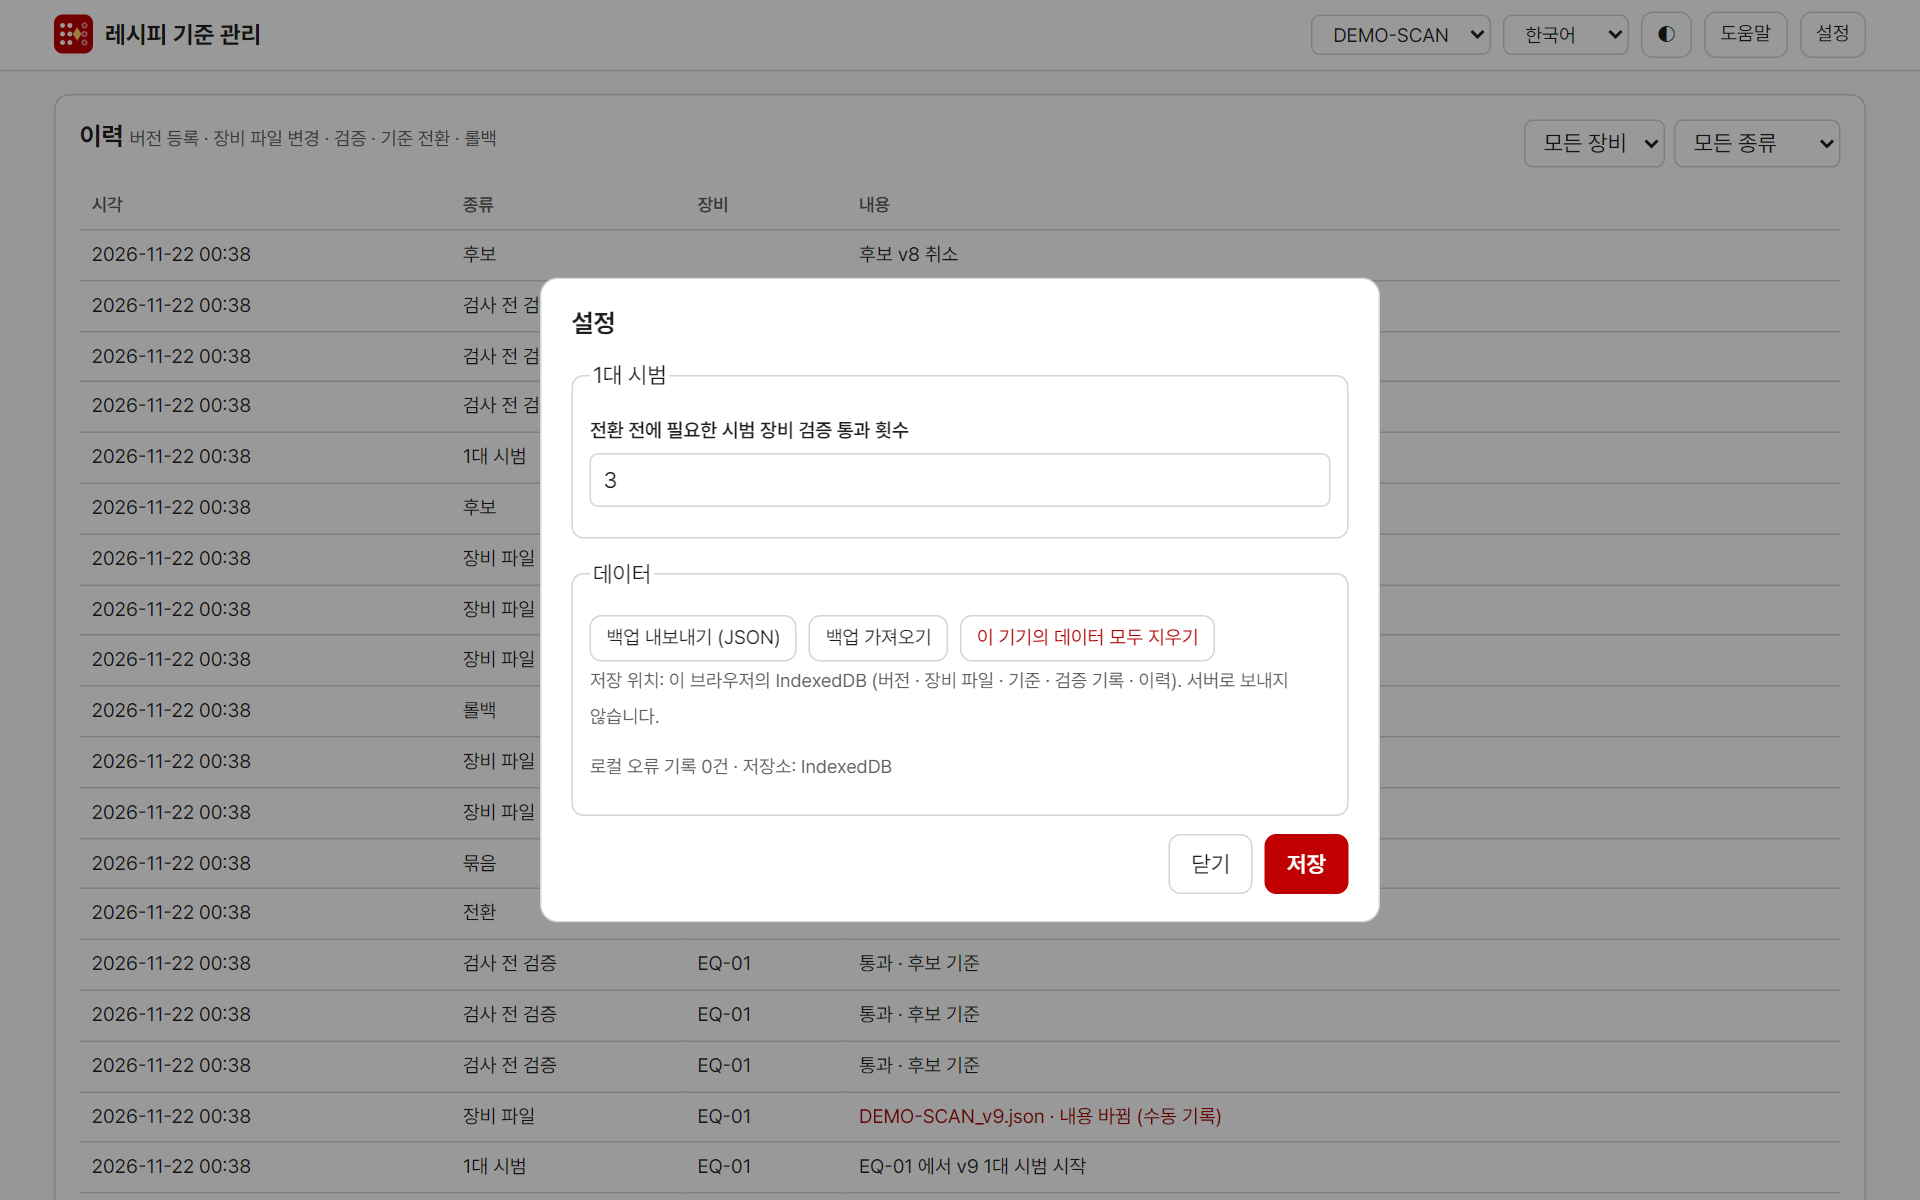 레시피 기준 관리
DEMO-SCAN
한국어
도움말
설정
이력 버전 등록 · 장비 파일 변경 · 검증 · 기준 전환 · 롤백
모든 장비
모든 종류
시각 종류 장비 내용
2026-11-22 00:38 후보 후보 v8 취소
2026-11-22 00:38 검사 전 검
2026-11-22 00:38 검사 전 검
2026-11-22 00:38 검사 전 검
2026-11-22 00:38 1대 시범
2026-11-22 00:38 후보
2026-11-22 00:38 장비 파일
2026-11-22 00:38 장비 파일
2026-11-22 00:38 장비 파일
2026-11-22 00:38 롤백
2026-11-22 00:38 장비 파일
2026-11-22 00:38 장비 파일
2026-11-22 00:38 묶음
2026-11-22 00:38 전환
2026-11-22 00:38 검사 전 검증 EQ-01 통과 · 후보 기준
2026-11-22 00:38 검사 전 검증 EQ-01 통과 · 후보 기준
2026-11-22 00:38 검사 전 검증 EQ-01 통과 · 후보 기준
2026-11-22 00:38 장비 파일 EQ-01 DEMO-SCAN_v9.json · 내용 바뀜 (수동 기록)
2026-11-22 00:38 1대 시범 EQ-01 EQ-01 에서 v9 1대 시범 시작
설정
1대 시범
전환 전에 필요한 시범 장비 검증 통과 횟수
3
데이터
백업 내보내기 (JSON)
백업 가져오기
이 기기의 데이터 모두 지우기
저장 위치: 이 브라우저의 IndexedDB (버전 · 장비 파일 · 기준 · 검증 기록 · 이력). 서버로 보내지
않습니다.
로컬 오류 기록 0건 · 저장소: IndexedDB
닫기
저장